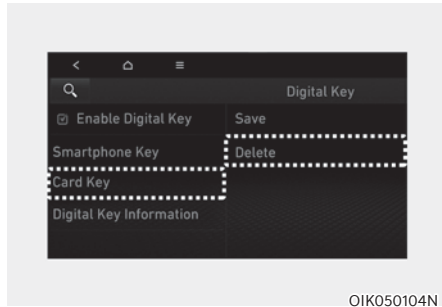 Digital Key
Enable Digital Key
Save
Smartphone Key
Delete
Card Key
Digital Key Information
OIK050104N